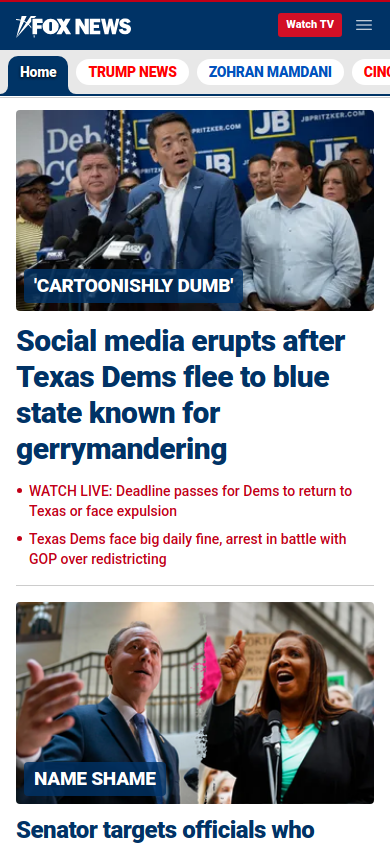 FOX NEWS
Watch TV
Home
TRUMP NEWS
ZOHRAN MAMDANI
CINC
JBPRITZKER.COM
JB
JBPRITZKER.COM
Deb
JB
JB
'CARTOONISHLY DUMB'
Social media erupts after
Texas Dems flee to blue
state known for
gerrymandering
• WATCH LIVE: Deadline passes for Dems to return to
Texas or face expulsion
• Texas Dems face big daily fine, arrest in battle with
GOP over redistricting
NAME SHAME
Senator targets officials who